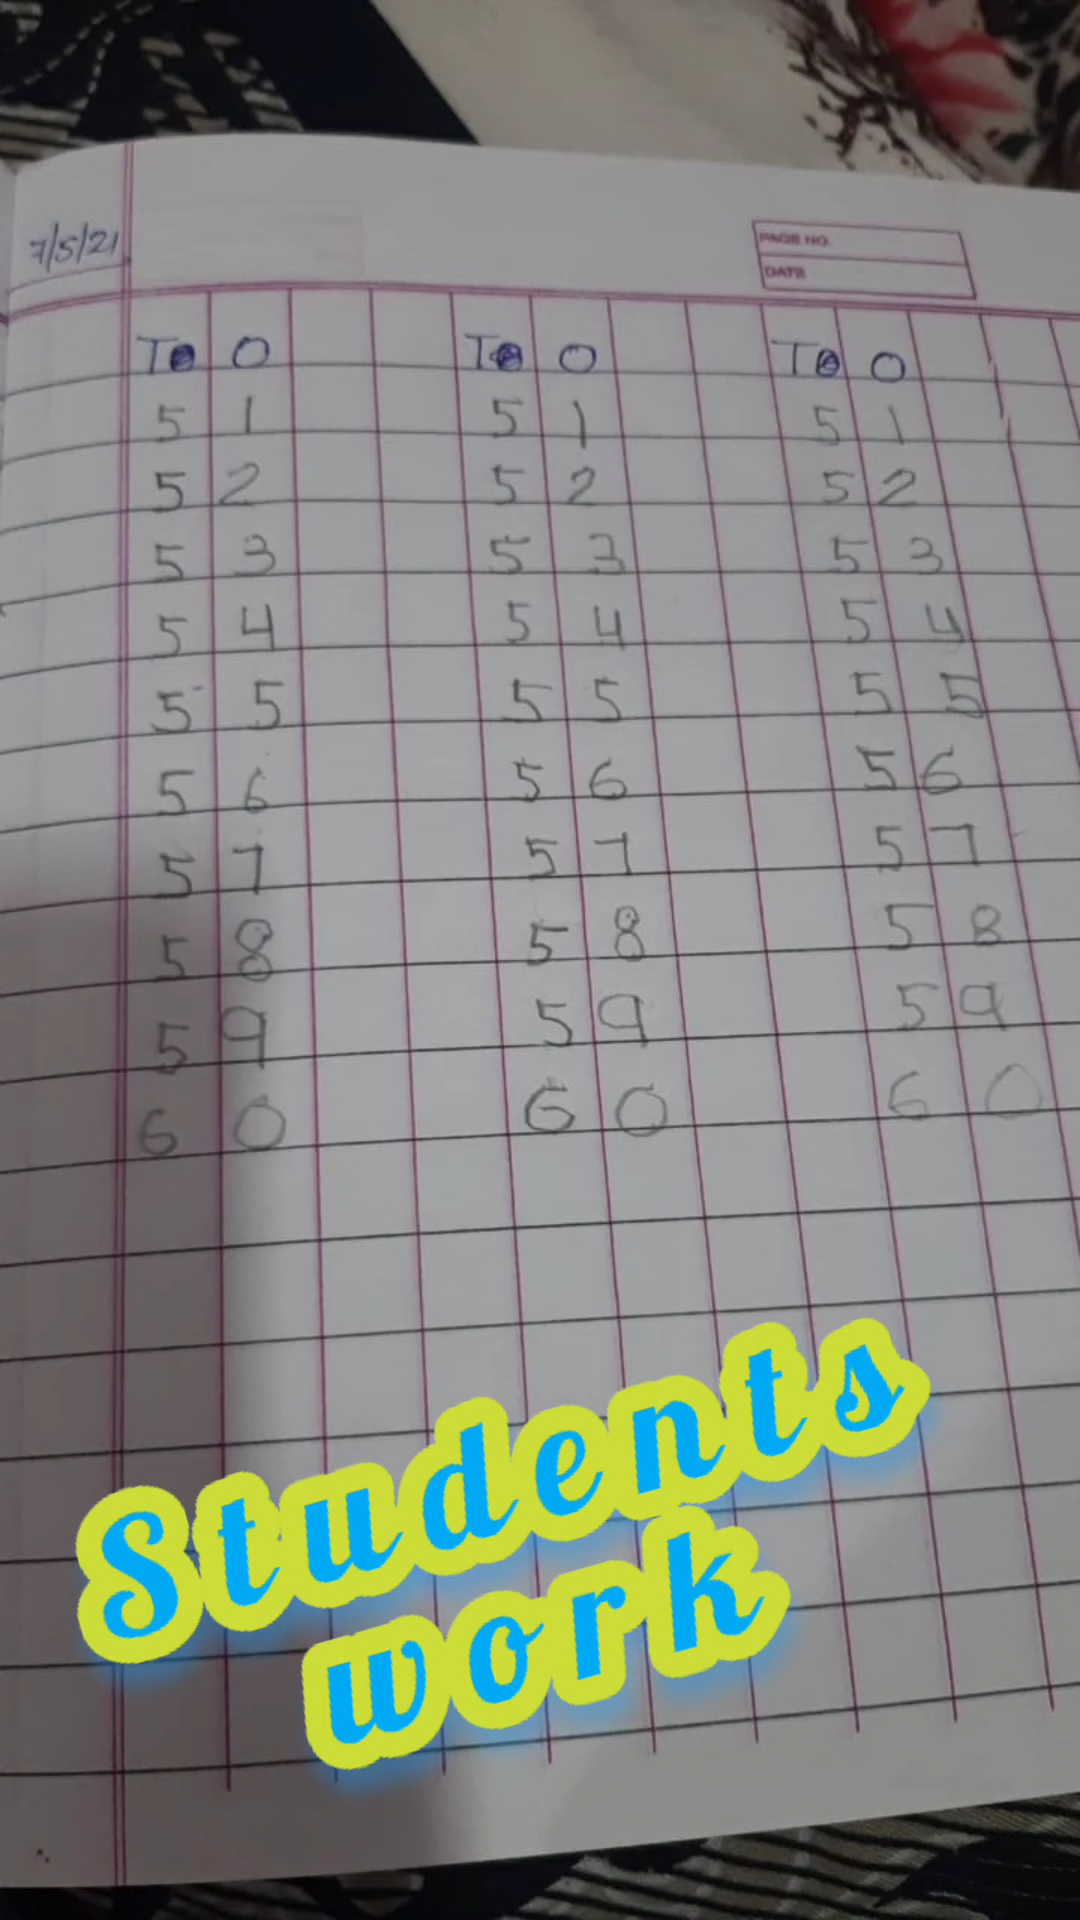 7/5/21
PAGE NO.
DATE
T O T O T O
5 1 5 1 5 1
5 2 5 2 5 2
5 3 5 3 5 3
5 4 5 4 5 4
5 5 5 5 5 5
5 6 5 6 5 6
5 7 5 7 5 7
5 8 5 8 5 8
5 9 5 9 5 9
6 0 6 0 6 0
Students
work